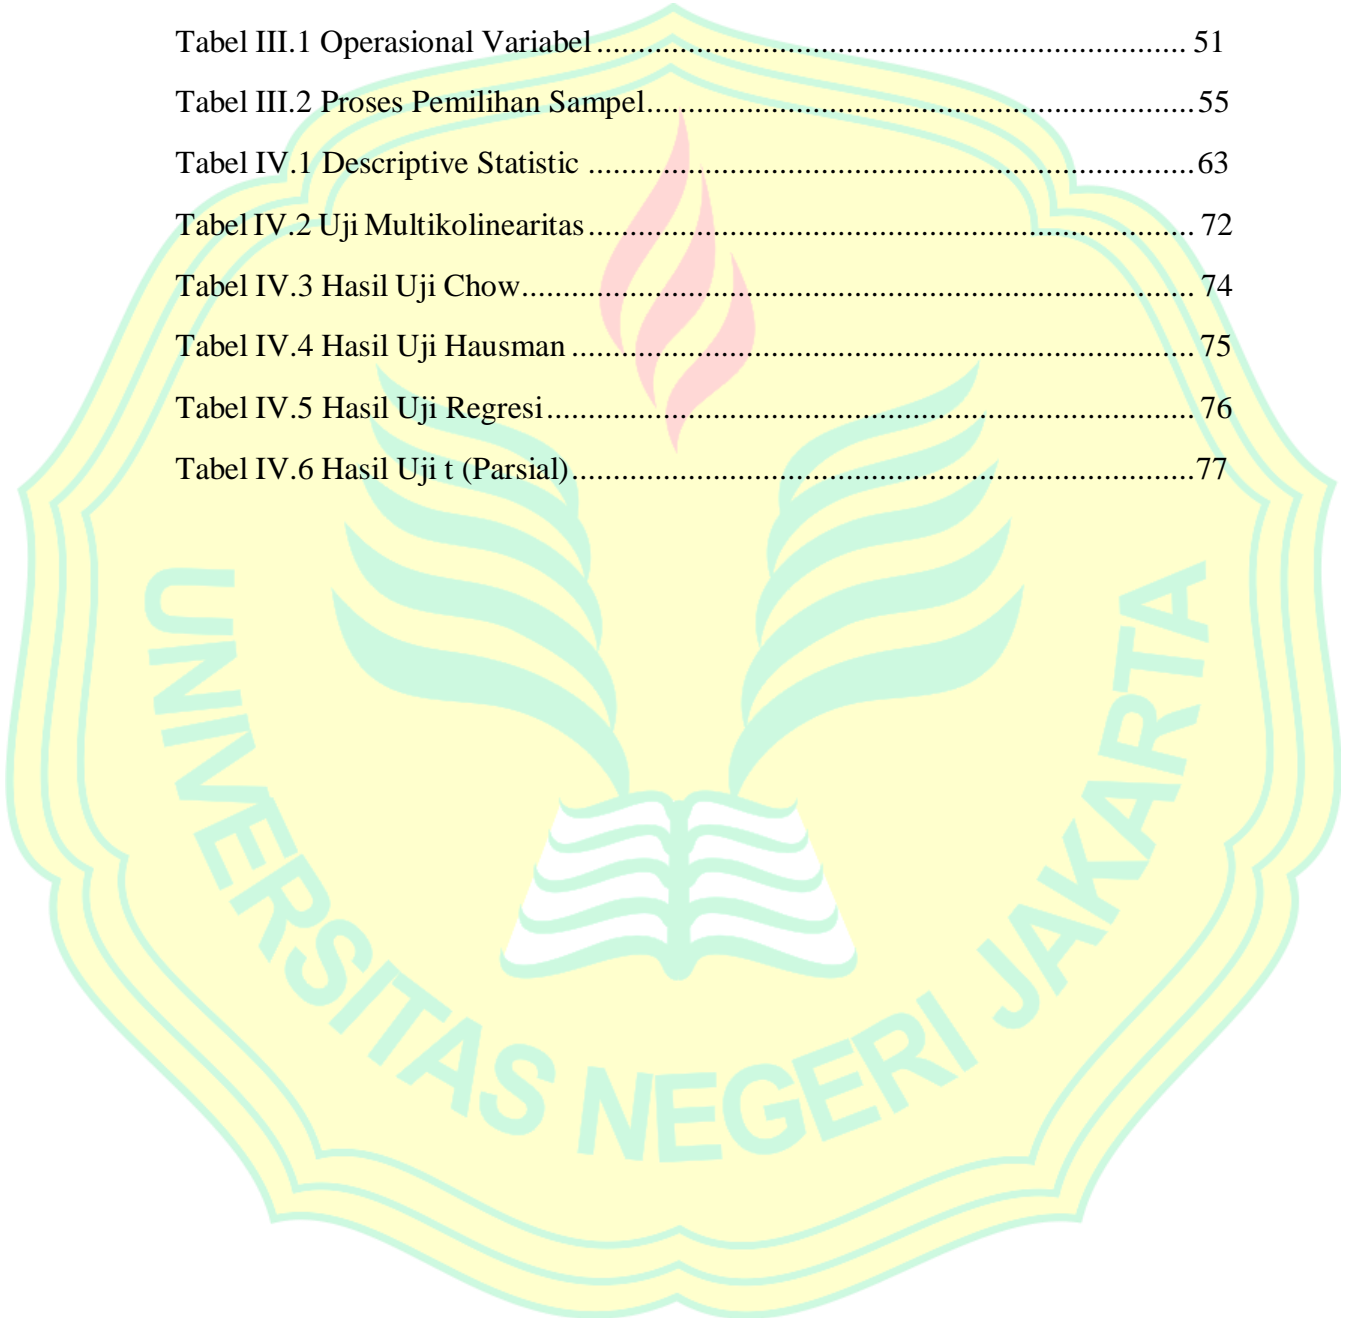 Tabel III.1 Operasional Variabel ....................................................................... 51
Tabel III.2 Proses Pemilihan Sampel.................................................................. 55
Tabel IV.1 Descriptive Statistic ......................................................................... 63
Tabel IV.2 Uji Multikolinearitas ......................................................................... 72
Tabel IV.3 Hasil Uji Chow................................................................................. 74
Tabel IV.4 Hasil Uji Hausman ........................................................................... 75
Tabel IV.5 Hasil Uji Regresi .............................................................................. 76
Tabel IV.6 Hasil Uji t (Parsial)........................................................................... 77
UNIVERSITAS NEGERI JAKARTA